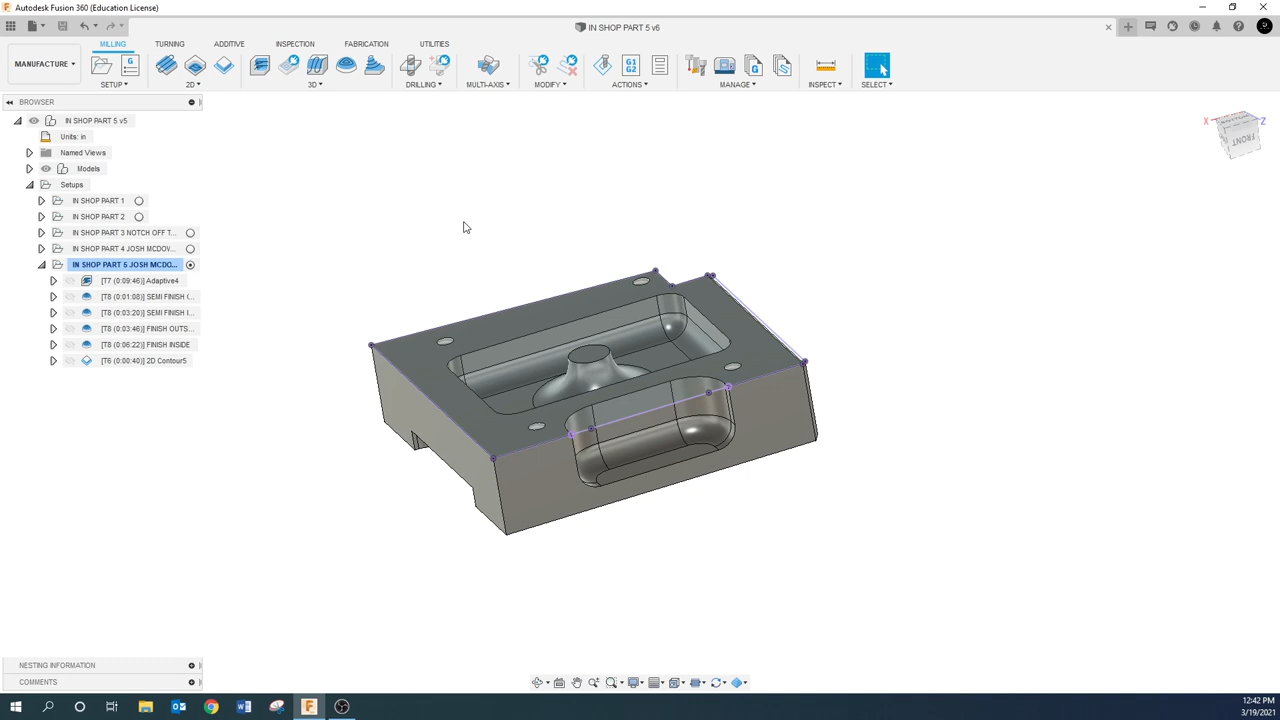 Autodesk Fusion 360 (Education License)
IN SHOP PART 5 v6
MILLING TURNING ADDITIVE INSPECTION FABRICATION UTILITIES
MANUFACTURE
SETUP 2D 3D DRILLING MULTI-AXIS MODIFY ACTIONS MANAGE INSPECT SELECT
G
G1
G2
G
BROWSER
IN SHOP PART 5 v5
Units: in
Named Views
Models
Setups
IN SHOP PART 1
IN SHOP PART 2
IN SHOP PART 3 NOTCH OFF T...
IN SHOP PART 4 JOSH MCDOW...
IN SHOP PART 5 JOSH MCDO...
[T7 (0:09:46)] Adaptive4
[T8 (0:01:08)] SEMI FINISH (...
[T8 (0:03:20)] SEMI FINISH I...
[T8 (0:03:46)] FINISH OUTS...
[T8 (0:06:22)] FINISH INSIDE
[T6 (0:00:40)] 2D Contour5
X
Z
BOTTOM
FRONT
NESTING INFORMATION
COMMENTS
12:42 PM
3/19/2021